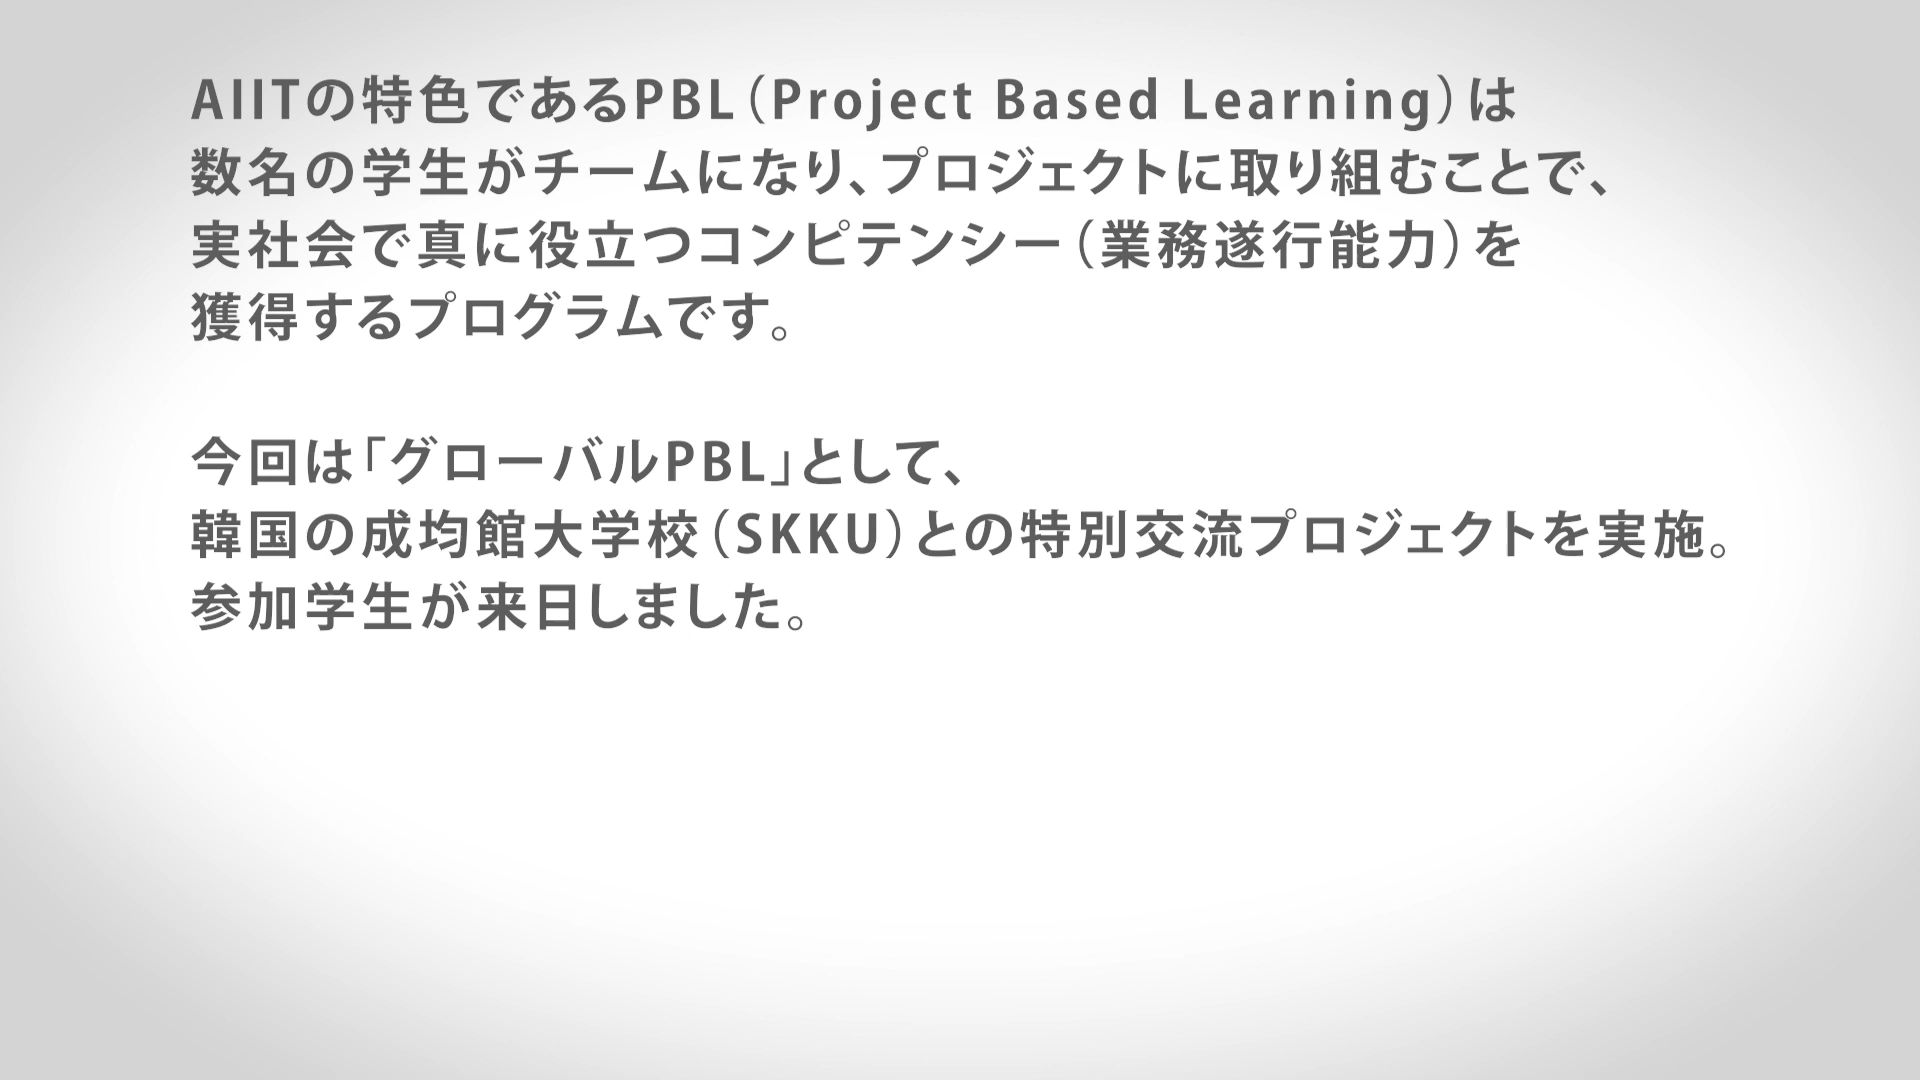 AIITの特色であるPBL（Project Based Learning）は
数名の学生がチームになり、プロジェクトに取り組むことで、
実社会で真に役立つコンピテンシー（業務遂行能力）を
獲得するプログラムです。
今回は「グローバルPBL」として、
韓国の成均館大学校（SKKU）との特別交流プロジェクトを実施。
参加学生が来日しました。